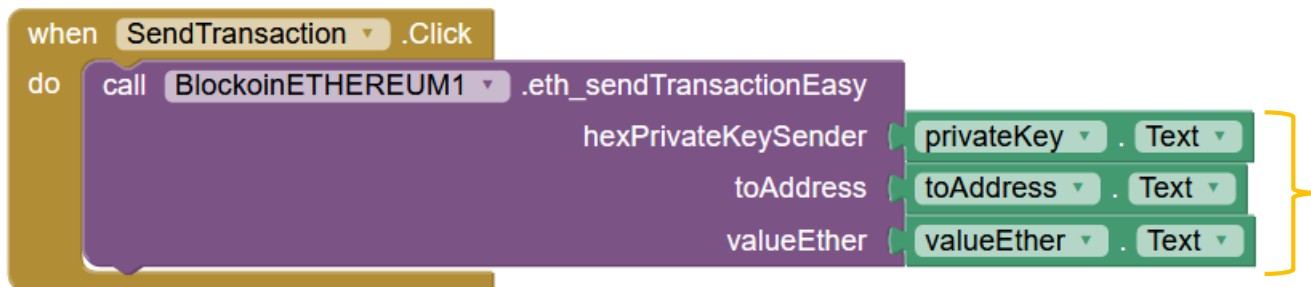 when SendTransaction .Click
do call BlockoinETHEREUM1 .eth_sendTransactionEasy
hexPrivateKeySender privateKey . Text
toAddress toAddress . Text
valueEther valueEther . Text